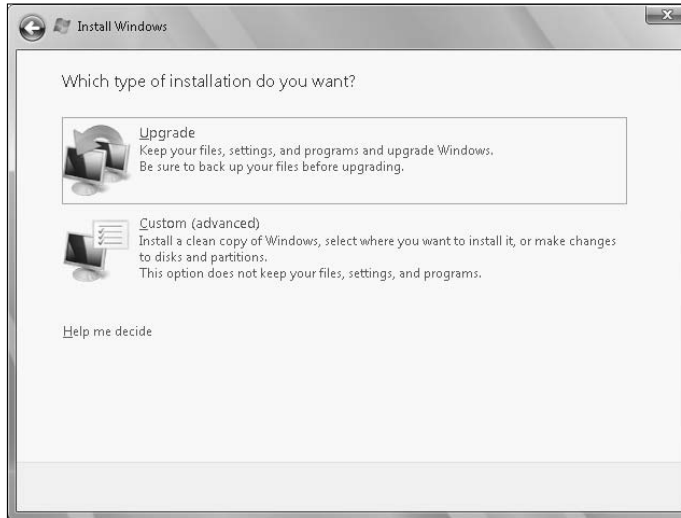 Install Windows
Which type of installation do you want?
Upgrade
Keep your files, settings, and programs and upgrade Windows.
Be sure to back up your files before upgrading.
Custom (advanced)
Install a clean copy of Windows, select where you want to install it, or make changes
to disks and partitions.
This option does not keep your files, settings, and programs.
Help me decide